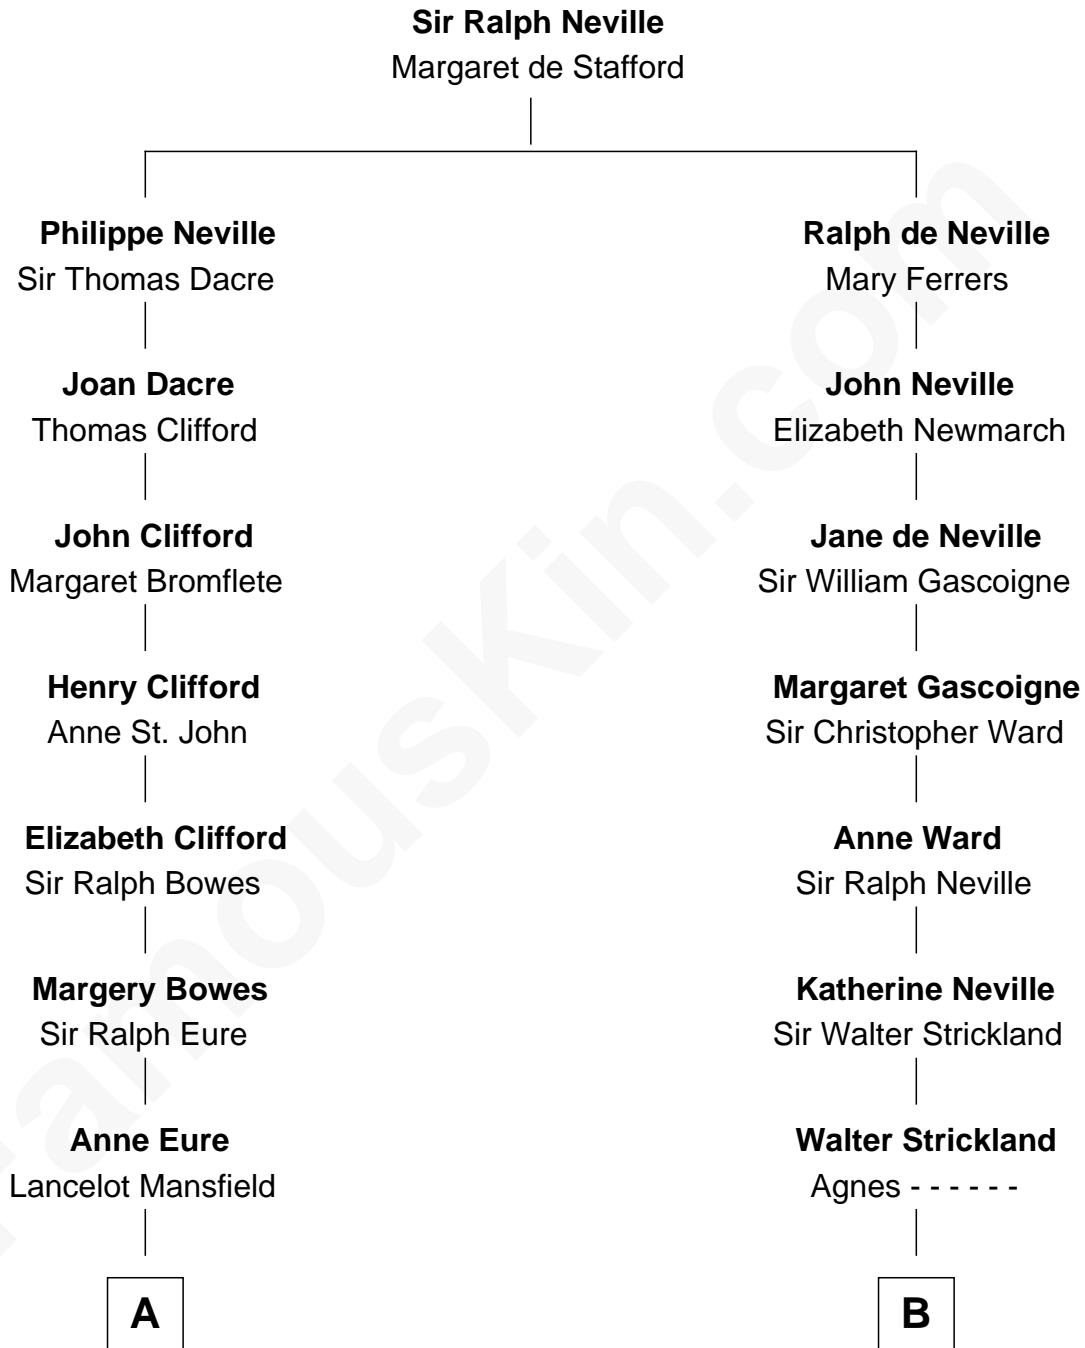 Sir Ralph Neville
Margaret de Stafford
Philippe Neville
Sir Thomas Dacre
Joan Dacre
Thomas Clifford
John Clifford
Margaret Bromflete
Henry Clifford
Anne St. John
Elizabeth Clifford
Sir Ralph Bowes
Margery Bowes
Sir Ralph Eure
Anne Eure
Lancelot Mansfield
A
Ralph de Neville
Mary Ferrers
John Neville
Elizabeth Newmarch
Jane de Neville
Sir William Gascoigne
Margaret Gascoigne
Sir Christopher Ward
Anne Ward
Sir Ralph Neville
Katherine Neville
Sir Walter Strickland
Walter Strickland
Agnes - - - - - -
B
FamousKin.com